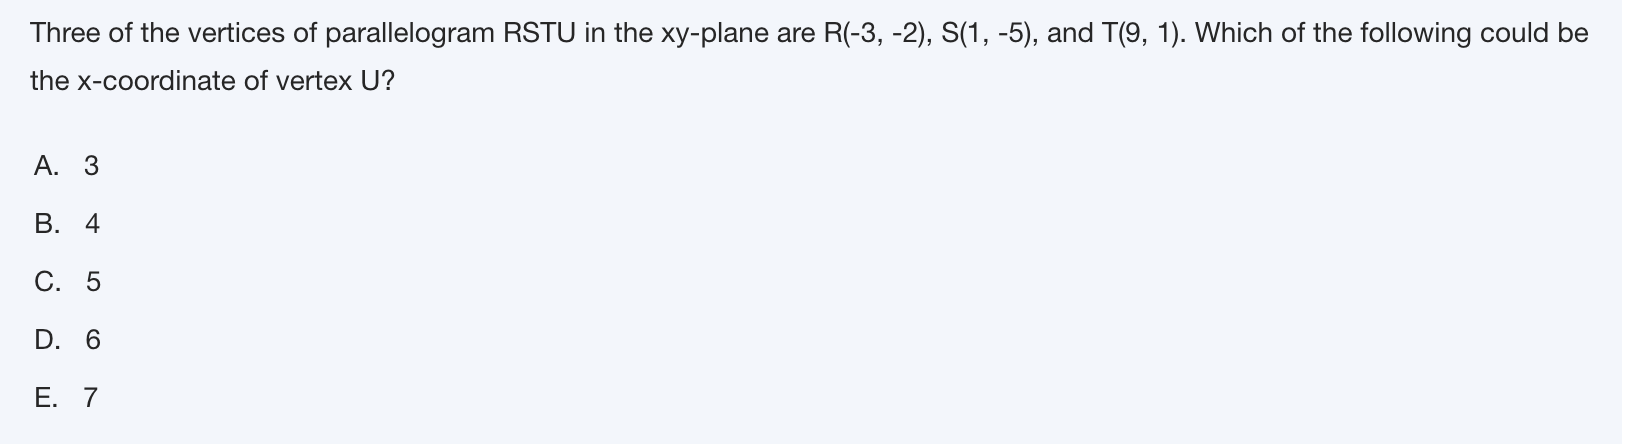 Three of the vertices of parallelogram RSTU in the xy-plane are R(-3, -2), S(1, -5), and T(9, 1). Which of the following could be
the x-coordinate of vertex U?
A. 3
B. 4
C. 5
D. 6
E. 7